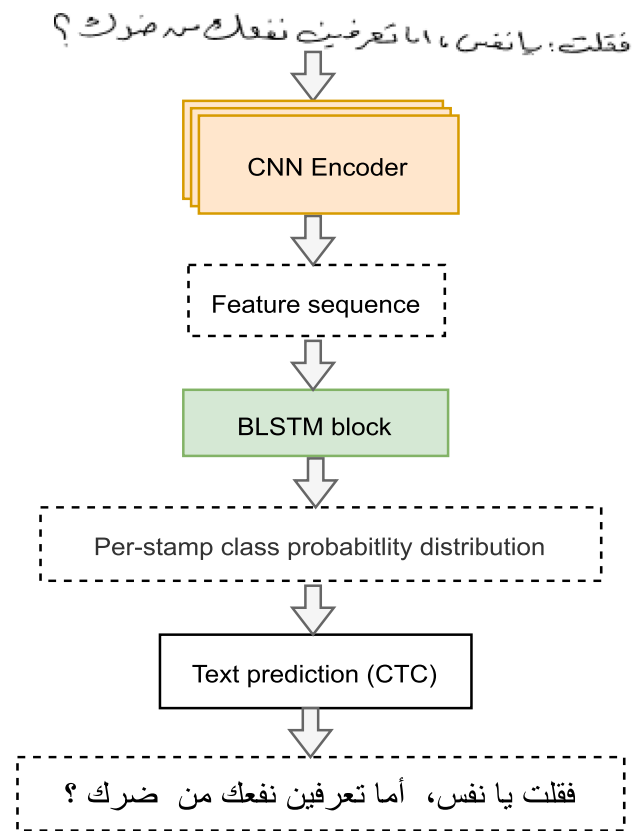 فقلت: يا نفس، اما تعرفين نفعك من ضرك ؟
CNN Encoder
Feature sequence
BLSTM block
Per-stamp class probabitlity distribution
Text prediction (CTC)
فقلت يا نفس، أما تعرفين نفعك من ضرك ؟